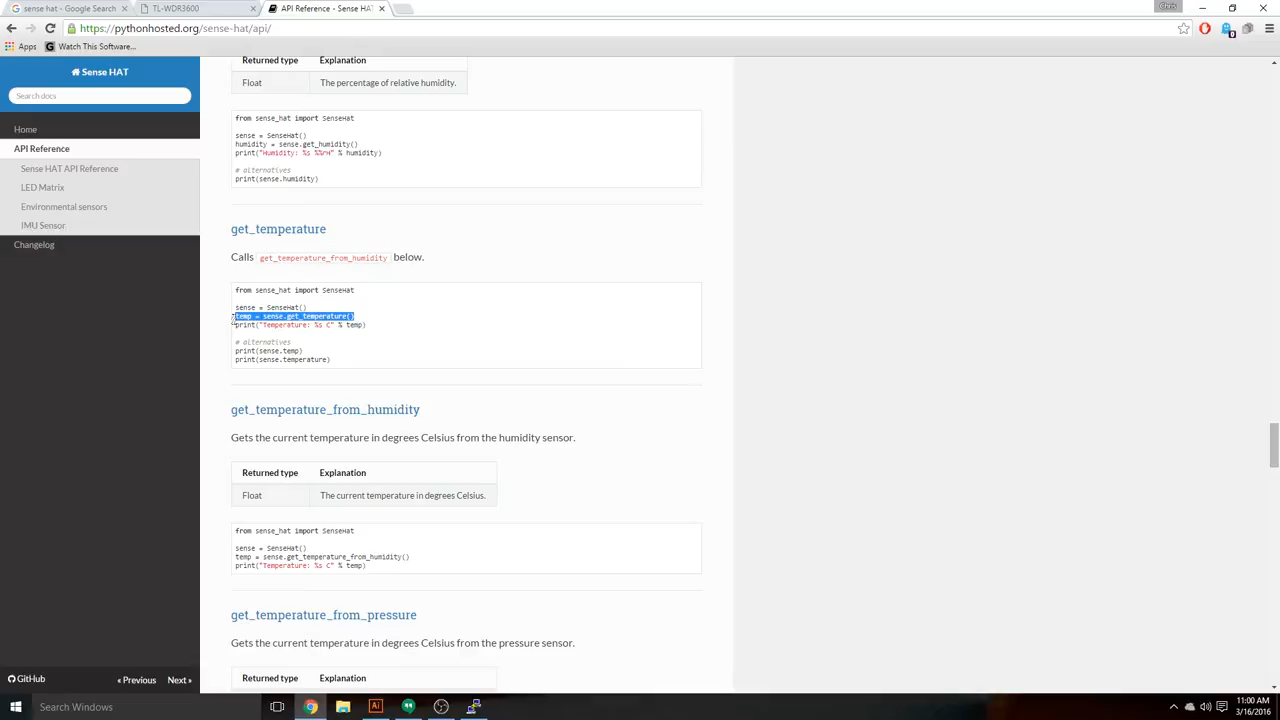 sense hat - Google Search
TL-WDR3600
API Reference - Sense HAT
Chris
https://pythonhosted.org/sense-hat/api/
Apps
Watch This Software...
Sense HAT
Search docs
Home
API Reference
Sense HAT API Reference
LED Matrix
Environmental sensors
IMU Sensor
Changelog
GitHub
« Previous
Next »
Returned type Explanation
Float The percentage of relative humidity.
from sense_hat import SenseHat
sense = SenseHat()
humidity = sense.get_humidity()
print("Humidity: %s %%rH" % humidity)
# alternatives
print(sense.humidity)
get_temperature
Calls get_temperature_from_humidity below.
from sense_hat import SenseHat
sense = SenseHat()
temp = sense.get_temperature()
print("Temperature: %s C" % temp)
# alternatives
print(sense.temp)
print(sense.temperature)
get_temperature_from_humidity
Gets the current temperature in degrees Celsius from the humidity sensor.
Returned type Explanation
Float The current temperature in degrees Celsius.
from sense_hat import SenseHat
sense = SenseHat()
temp = sense.get_temperature_from_humidity()
print("Temperature: %s C" % temp)
get_temperature_from_pressure
Gets the current temperature in degrees Celsius from the pressure sensor.
Returned type Explanation
Search Windows
11:00 AM
3/16/2016